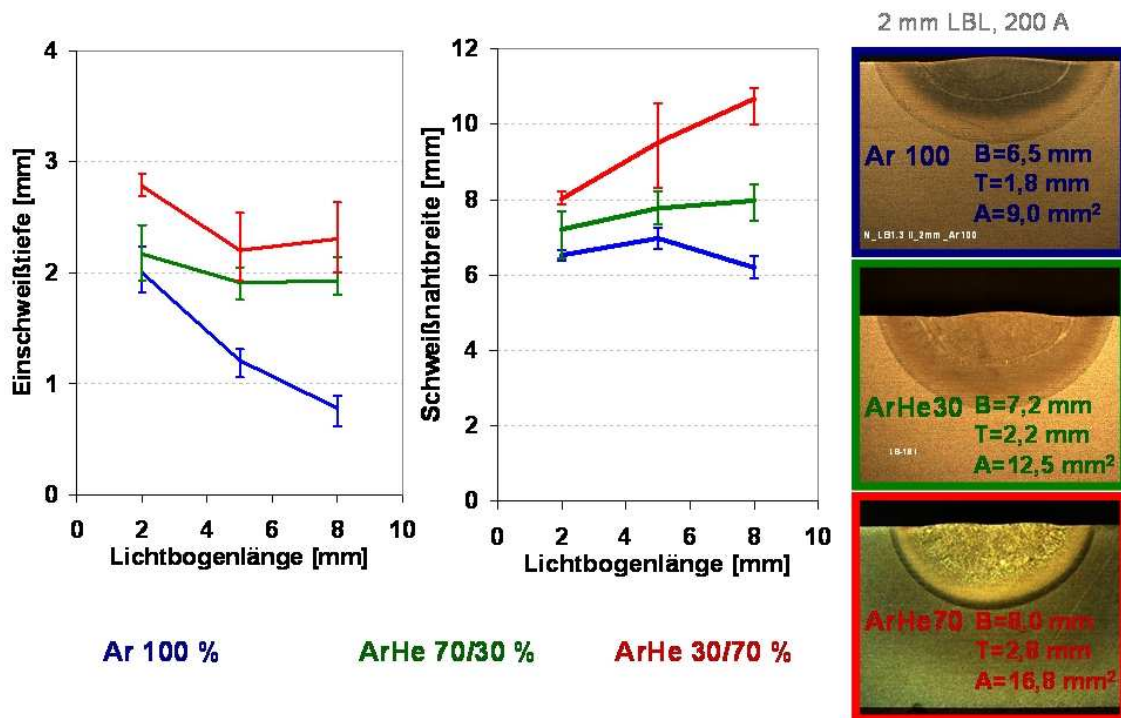 2 mm LBL, 200 A
4
3
2
1
0
0 2 4 6 8 10
Einschweißtiefe [mm]
Lichtbogenlänge [mm]
12
10
8
6
4
2
0
0 2 4 6 8 10
Schweißnahtbreite [mm]
Lichtbogenlänge [mm]
Ar 100 B=6,5 mm
T=1,8 mm
A=9,0 mm²
ArHe30 B=7,2 mm
T=2,2 mm
A=12,5 mm²
ArHe70 B=8,0 mm
T=2,8 mm
A=16,8 mm²
Ar 100 %
ArHe 70/30 %
ArHe 30/70 %